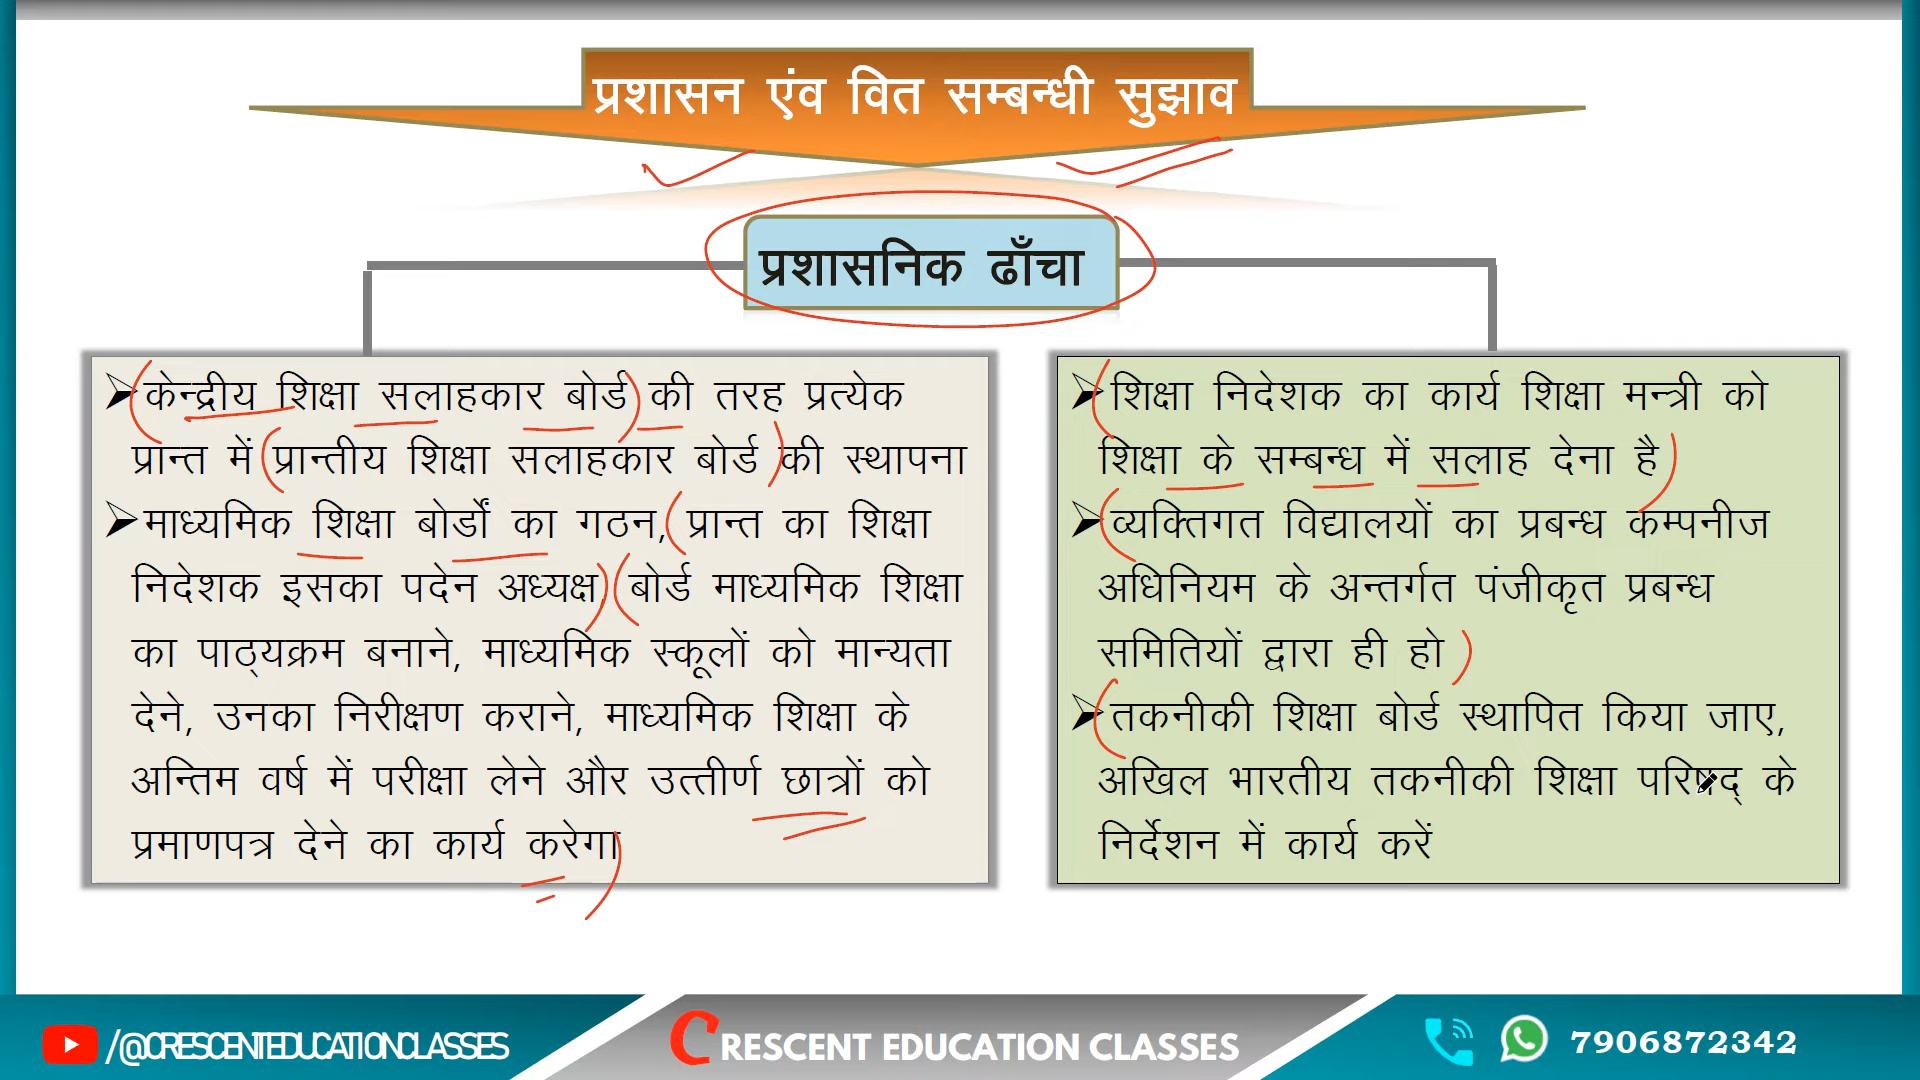 प्रशासन एंव वित सम्बन्धी सुझाव
प्रशासनिक ढाँचा
केन्द्रीय शिक्षा सलाहकार बोर्ड की तरह प्रत्येक
प्रान्त में प्रान्तीय शिक्षा सलाहकार बोर्ड की स्थापना
माध्यमिक शिक्षा बोर्डों का गठन, प्रान्त का शिक्षा
निदेशक इसका पदेन अध्यक्ष, बोर्ड माध्यमिक शिक्षा
का पाठ्यक्रम बनाने, माध्यमिक स्कूलों को मान्यता
देने, उनका निरीक्षण कराने, माध्यमिक शिक्षा के
अन्तिम वर्ष में परीक्षा लेने और उत्तीर्ण छात्रों को
प्रमाणपत्र देने का कार्य करेगा
शिक्षा निदेशक का कार्य शिक्षा मन्त्री को
शिक्षा के सम्बन्ध में सलाह देना है
व्यक्तिगत विद्यालयों का प्रबन्ध कम्पनीज
अधिनियम के अन्तर्गत पंजीकृत प्रबन्ध
समितियों द्वारा ही हो
तकनीकी शिक्षा बोर्ड स्थापित किया जाए,
अखिल भारतीय तकनीकी शिक्षा परिषद् के
निर्देशन में कार्य करें
/@CRESCENTEDUCATIONCLASSES
CRESCENT EDUCATION CLASSES
7906872342